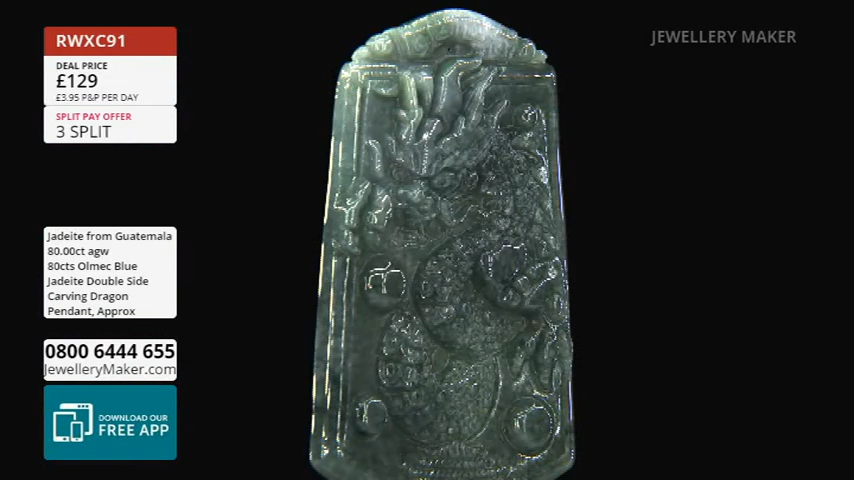 RWXC91
DEAL PRICE
£129
£3.95 P&P PER DAY
SPLIT PAY OFFER
3 SPLIT
Jadeite from Guatemala
80.00ct agw
80cts Olmec Blue
Jadeite Double Side
Carving Dragon
Pendant, Approx
0800 6444 655
JewelleryMaker.com
DOWNLOAD OUR
FREE APP
JEWELLERY MAKER